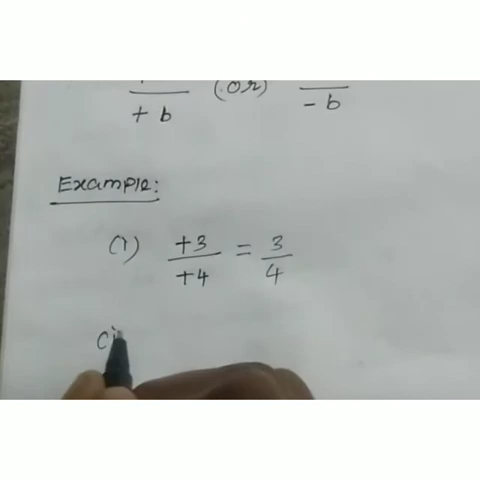 + b (or) - b
Example:
(i) +3/+4 = 3/4
(i